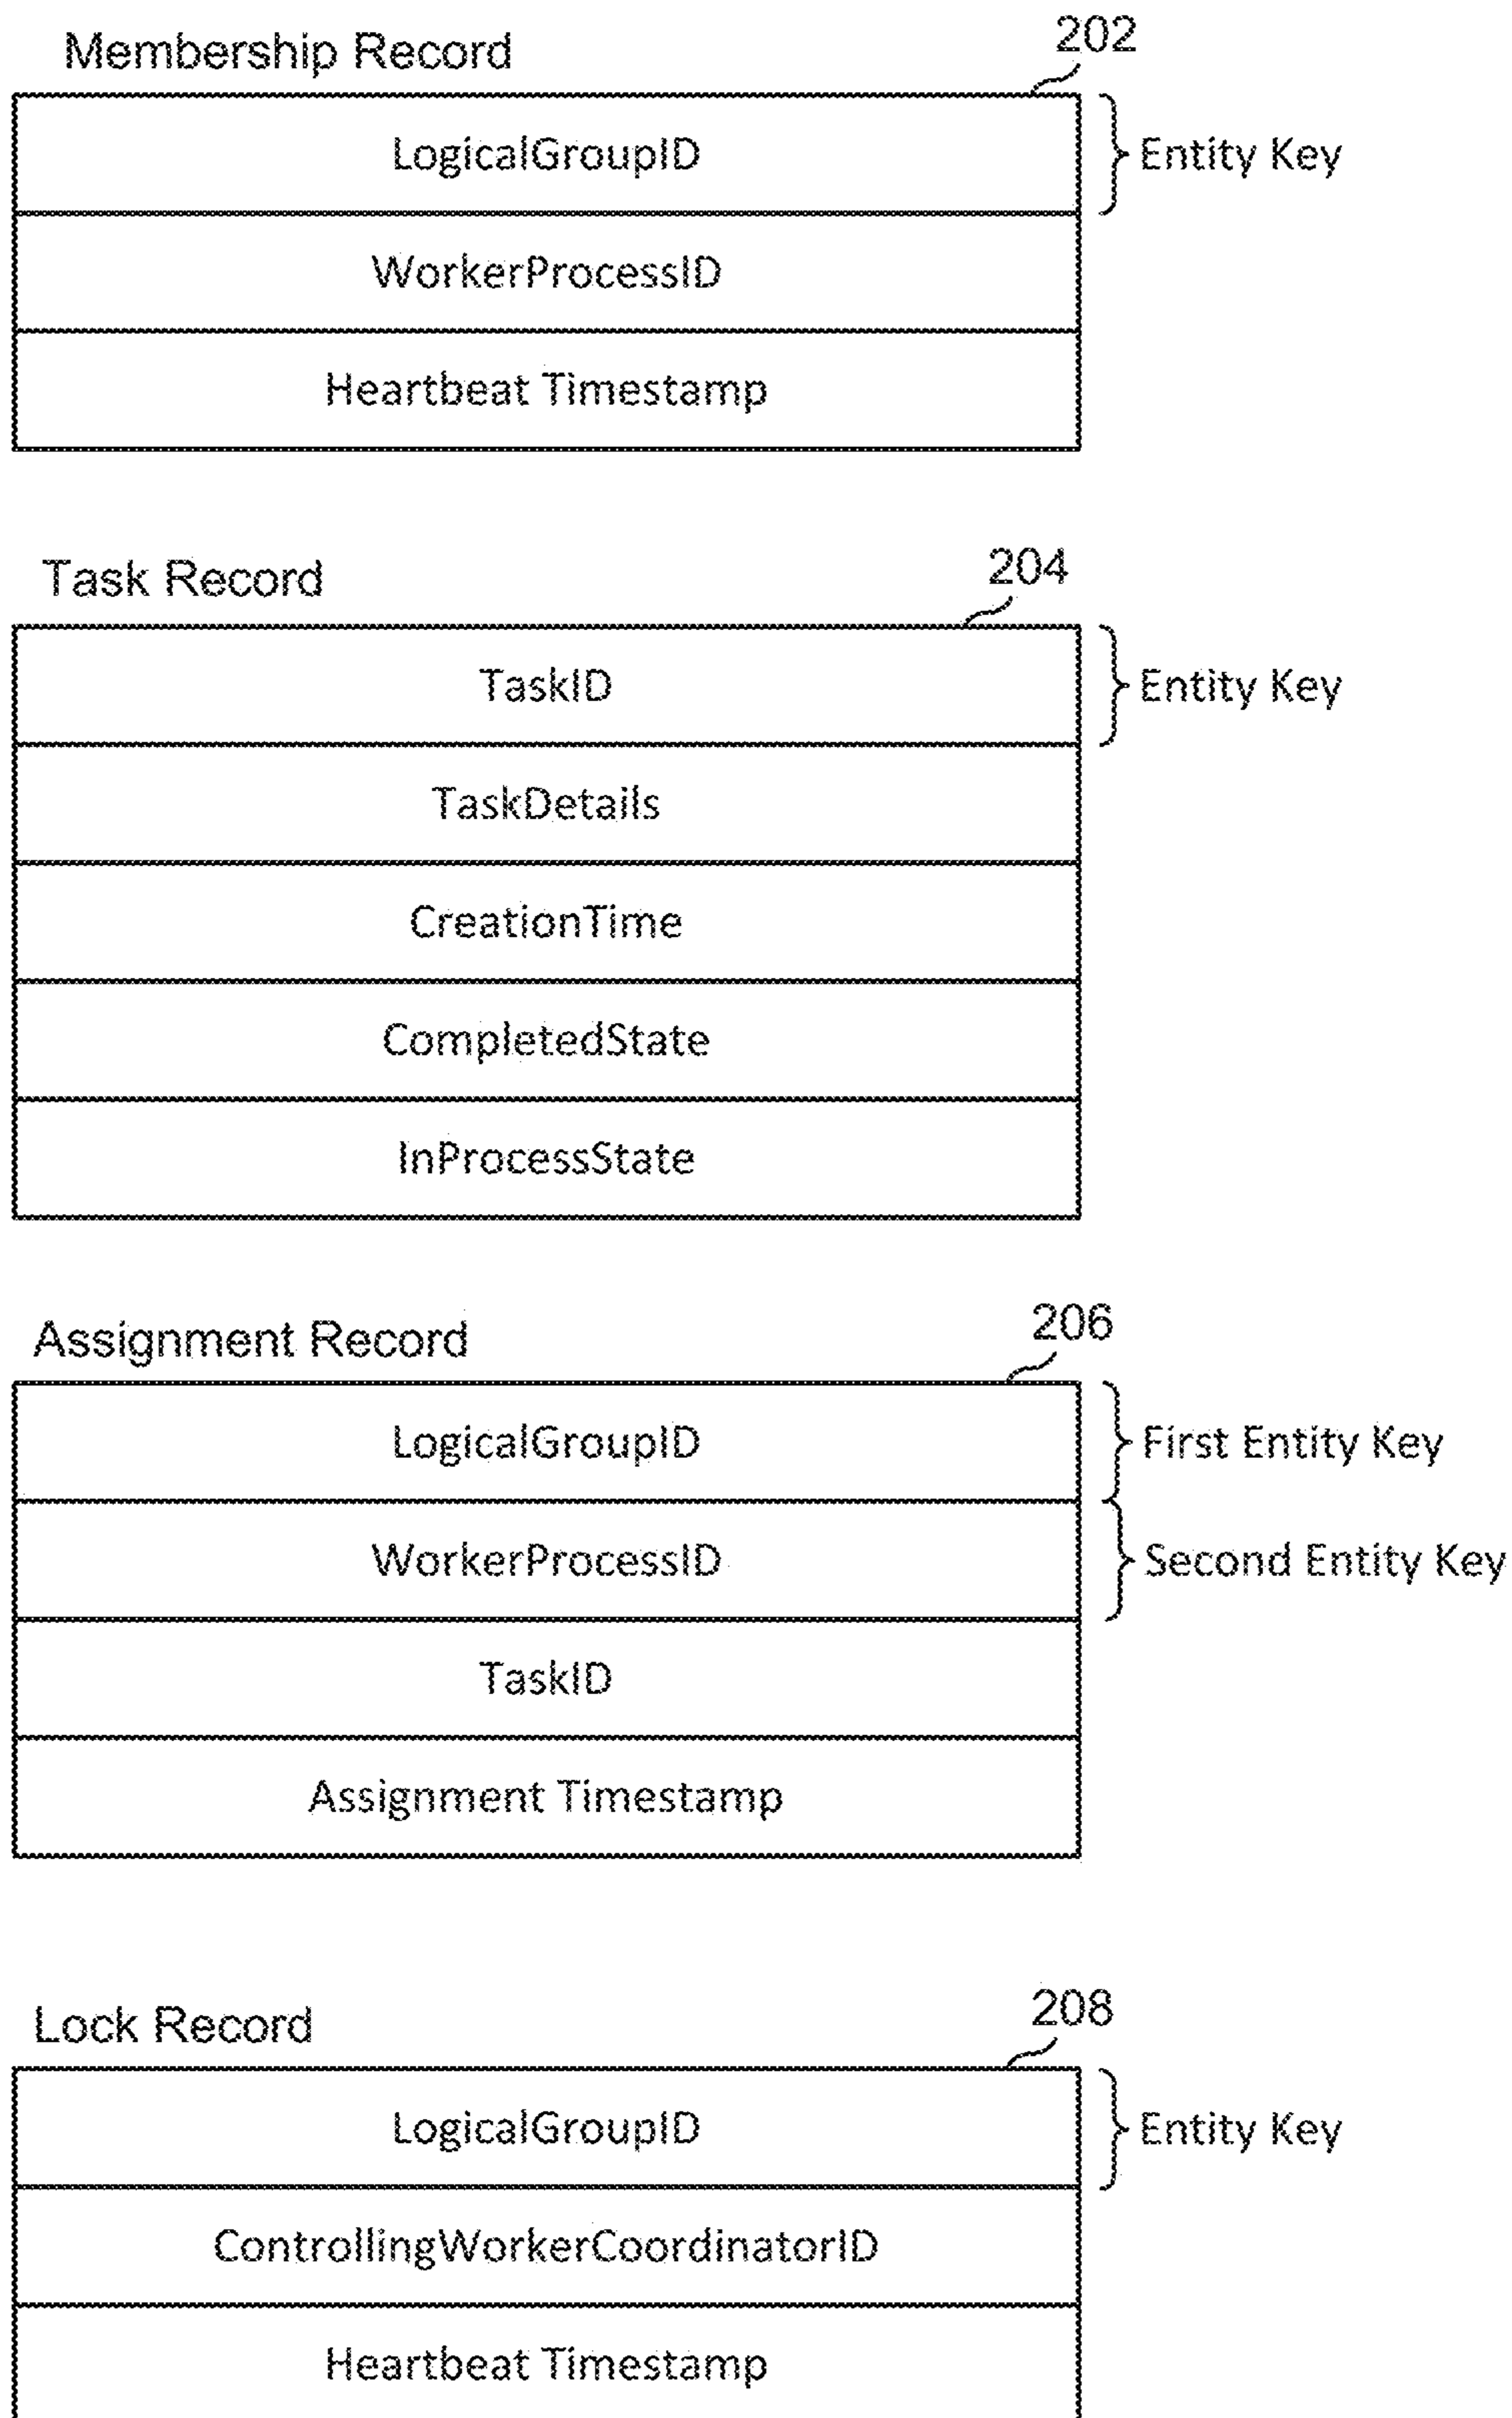 Membership Record
202
LogicalGroupID
Entity Key
WorkerProcessID
Heartbeat Timestamp
Task Record
204
TaskID
Entity Key
TaskDetails
CreationTime
CompletedState
InProcessState
Assignment Record
206
LogicalGroupID
First Entity Key
WorkerProcessID
Second Entity Key
TaskID
Assignment Timestamp
Lock Record
208
LogicalGroupID
Entity Key
ControllingWorkerCoordinatorID
Heartbeat Timestamp